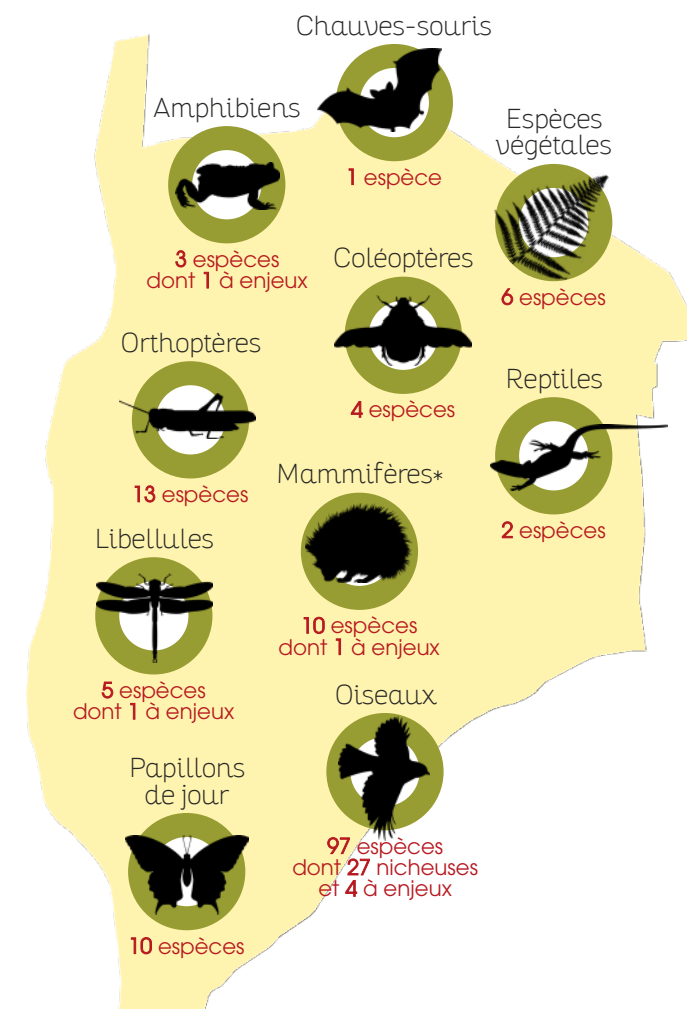 Chauves-souris
1 espèce
Amphibiens
3 espèces
dont 1 à enjeux
Espèces
végétales
6 espèces
Coléoptères
4 espèces
Orthoptères
13 espèces
Reptiles
2 espèces
Mammifères*
10 espèces
dont 1 à enjeux
Libellules
5 espèces
dont 1 à enjeux
Oiseaux
97 espèces
dont 27 nicheuses
et 4 à enjeux
Papillons
de jour
10 espèces